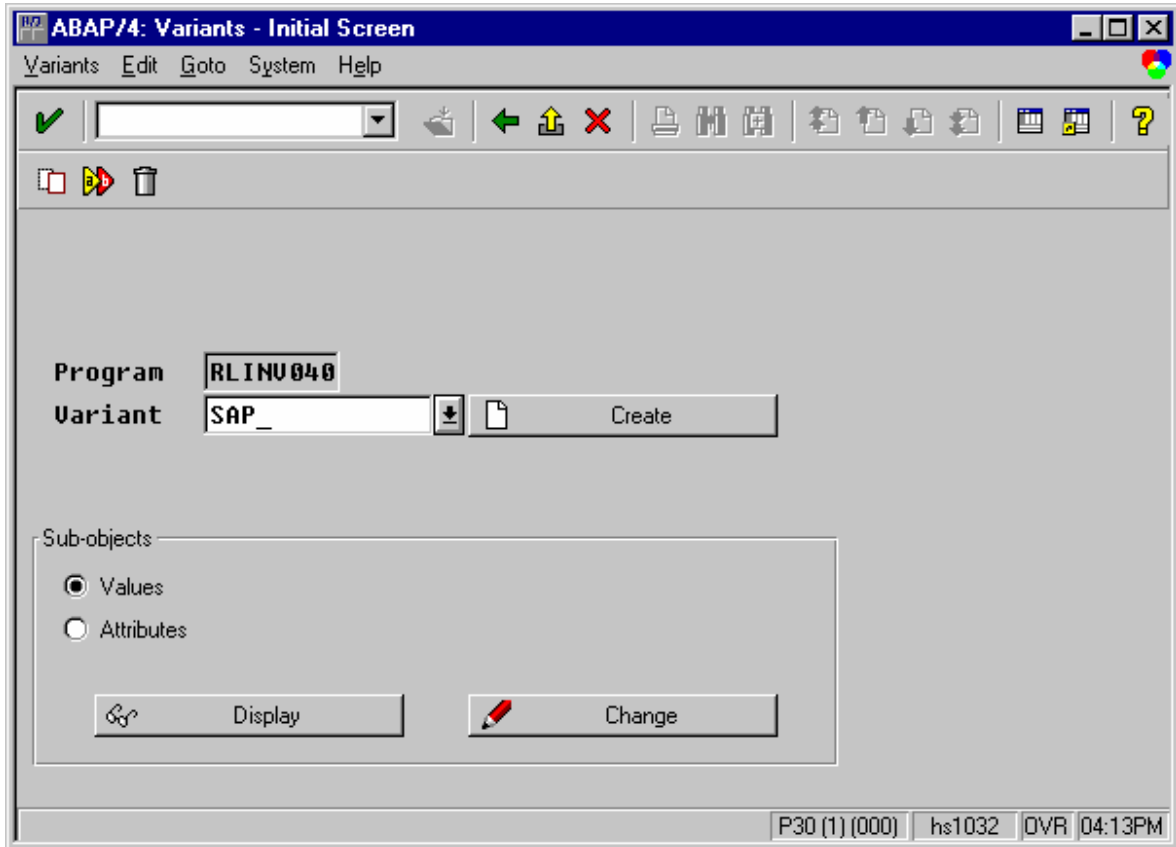 ABAP/4: Variants - Initial Screen
Variants Edit Goto System Help
Program RLINV040
Variant SAP_ Create
Sub-objects
Values
Attributes
Display Change
P30 (1) (000) hs1032 OVR 04:13PM